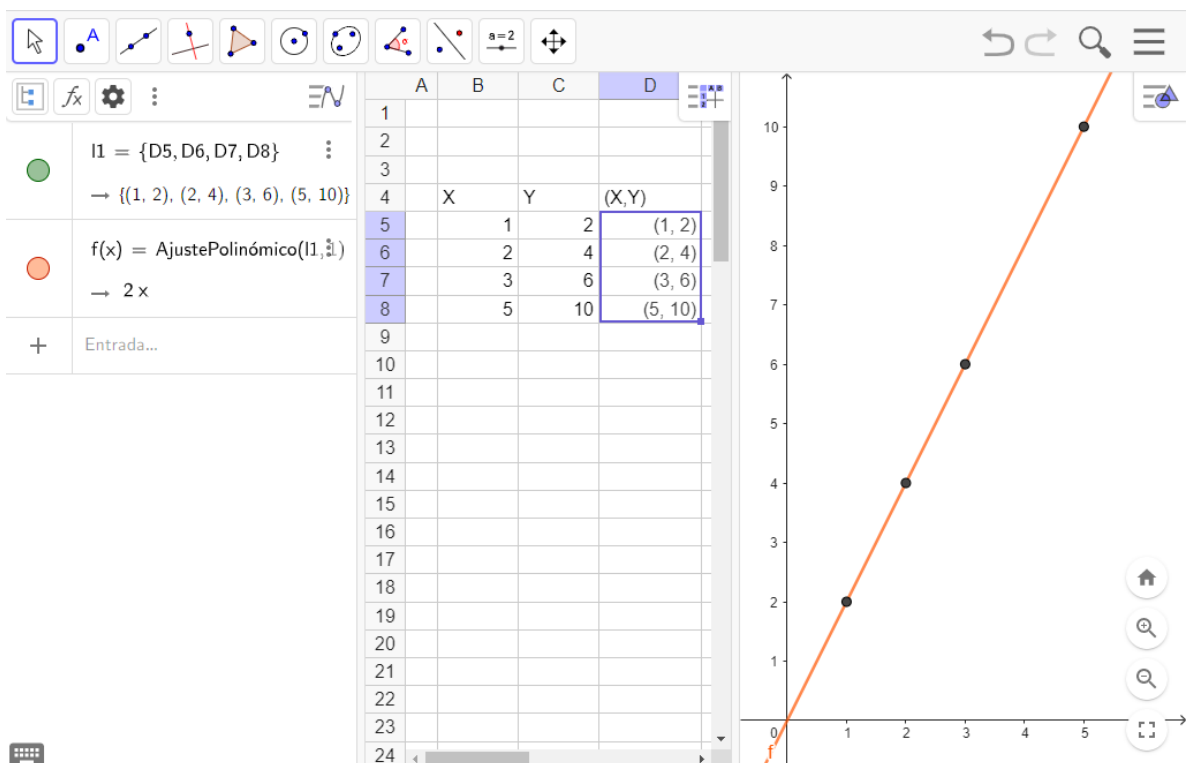 A
a=2
fx
l1 = {D5, D6, D7, D8}
→ {(1, 2), (2, 4), (3, 6), (5, 10)}
f(x) = AjustePolinómico(l1, 1)
→ 2 x
+ Entrada...
A B C D
1
2
3
4 X Y (X,Y)
5 1 2 (1, 2)
6 2 4 (2, 4)
7 3 6 (3, 6)
8 5 10 (5, 10)
9
10
11
12
13
14
15
16
17
18
19
20
21
22
23
24
10
9
8
7
6
5
4
3
2
1
0 1 2 3 4 5
f